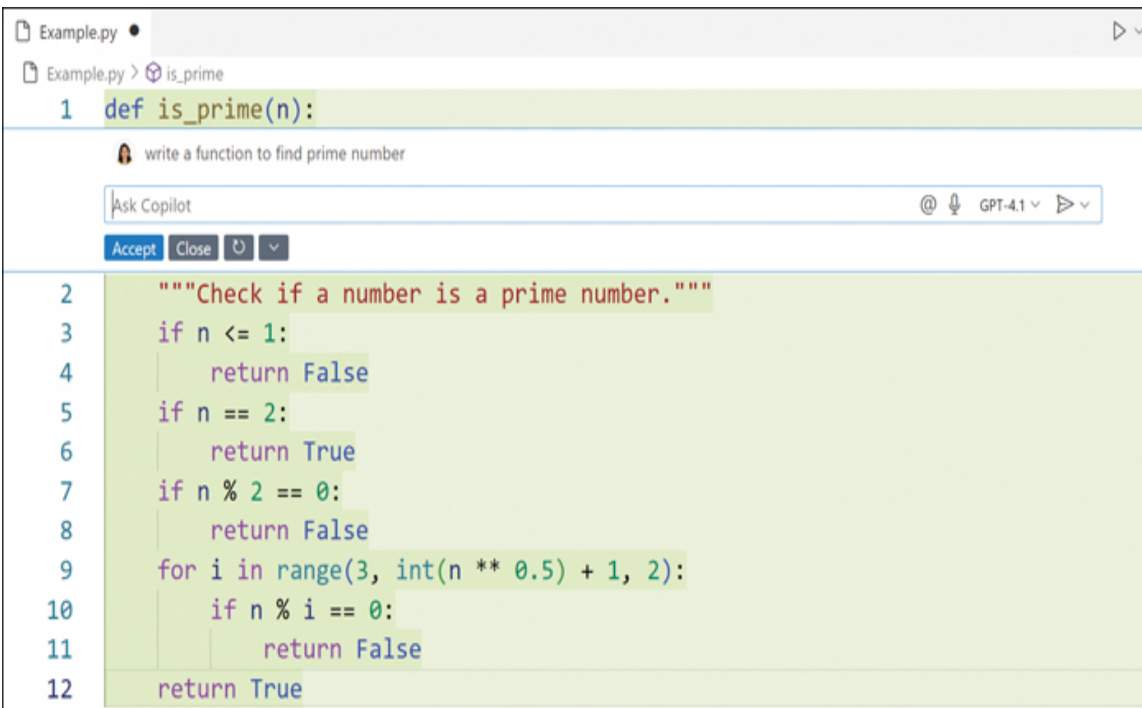 Example.py
Example.py > is_prime
1 def is_prime(n):
write a function to find prime number
Ask Copilot @ GPT-4.1
Accept Close
2     """Check if a number is a prime number."""
3     if n <= 1:
4         return False
5     if n == 2:
6         return True
7     if n % 2 == 0:
8         return False
9     for i in range(3, int(n ** 0.5) + 1, 2):
10         if n % i == 0:
11             return False
12     return True